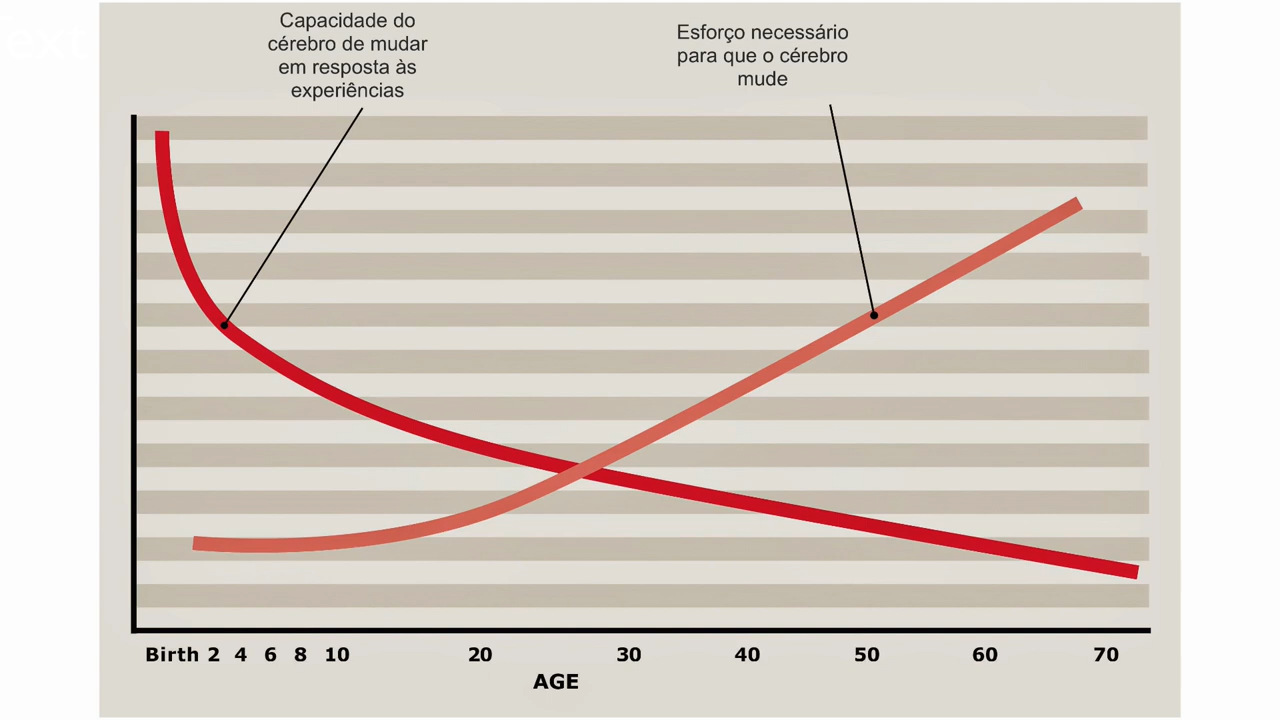 Capacidade do
cérebro de mudar
em resposta às
experiências
Esforço necessário
para que o cérebro
mude
Birth 2 4 6 8 10 20 30 40 50 60 70
AGE